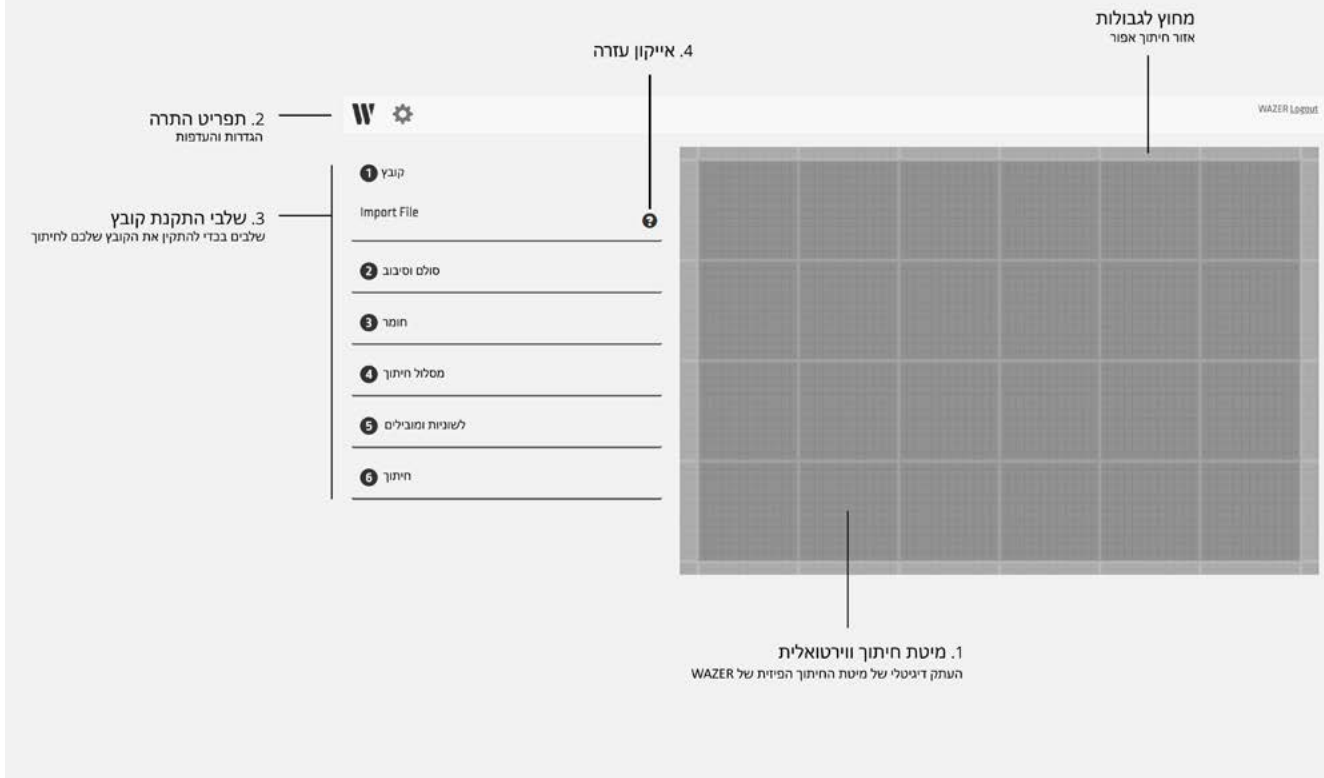 מחוץ לגבולות
אזור חיתוך אפור
4. אייקון עזרה
2. תפריט התרה
הגדרות והעדפות
W
WAZER Logout
1 קובץ
Import File
?
3. שלבי התקנת קובץ
שלבים בכדי להתקין את הקובץ שלכם לחיתוך
2 סולם וסיבוב
3 חומר
4 מסלול חיתוך
5 לשוניות ומובילים
6 חיתוך
1. מיטת חיתוך ווירטואלית
העתק דיגיטלי של מיטת החיתוך הפיזית של WAZER